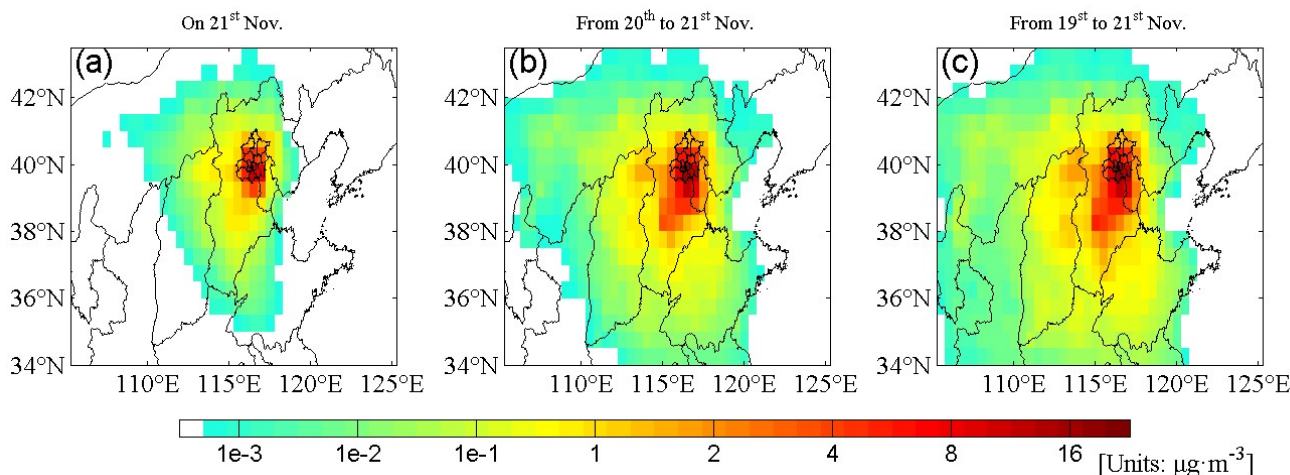 On 21st Nov. From 20th to 21st Nov. From 19st to 21st Nov.
(a) (b) (c)
42°N 42°N 42°N
40°N 40°N 40°N
38°N 38°N 38°N
36°N 36°N 36°N
34°N 34°N 34°N
110°E 115°E 120°E 125°E 110°E 115°E 120°E 125°E 110°E 115°E 120°E 125°E
1e-3 1e-2 1e-1 1 2 4 8 16 [Units: μg·m-3]